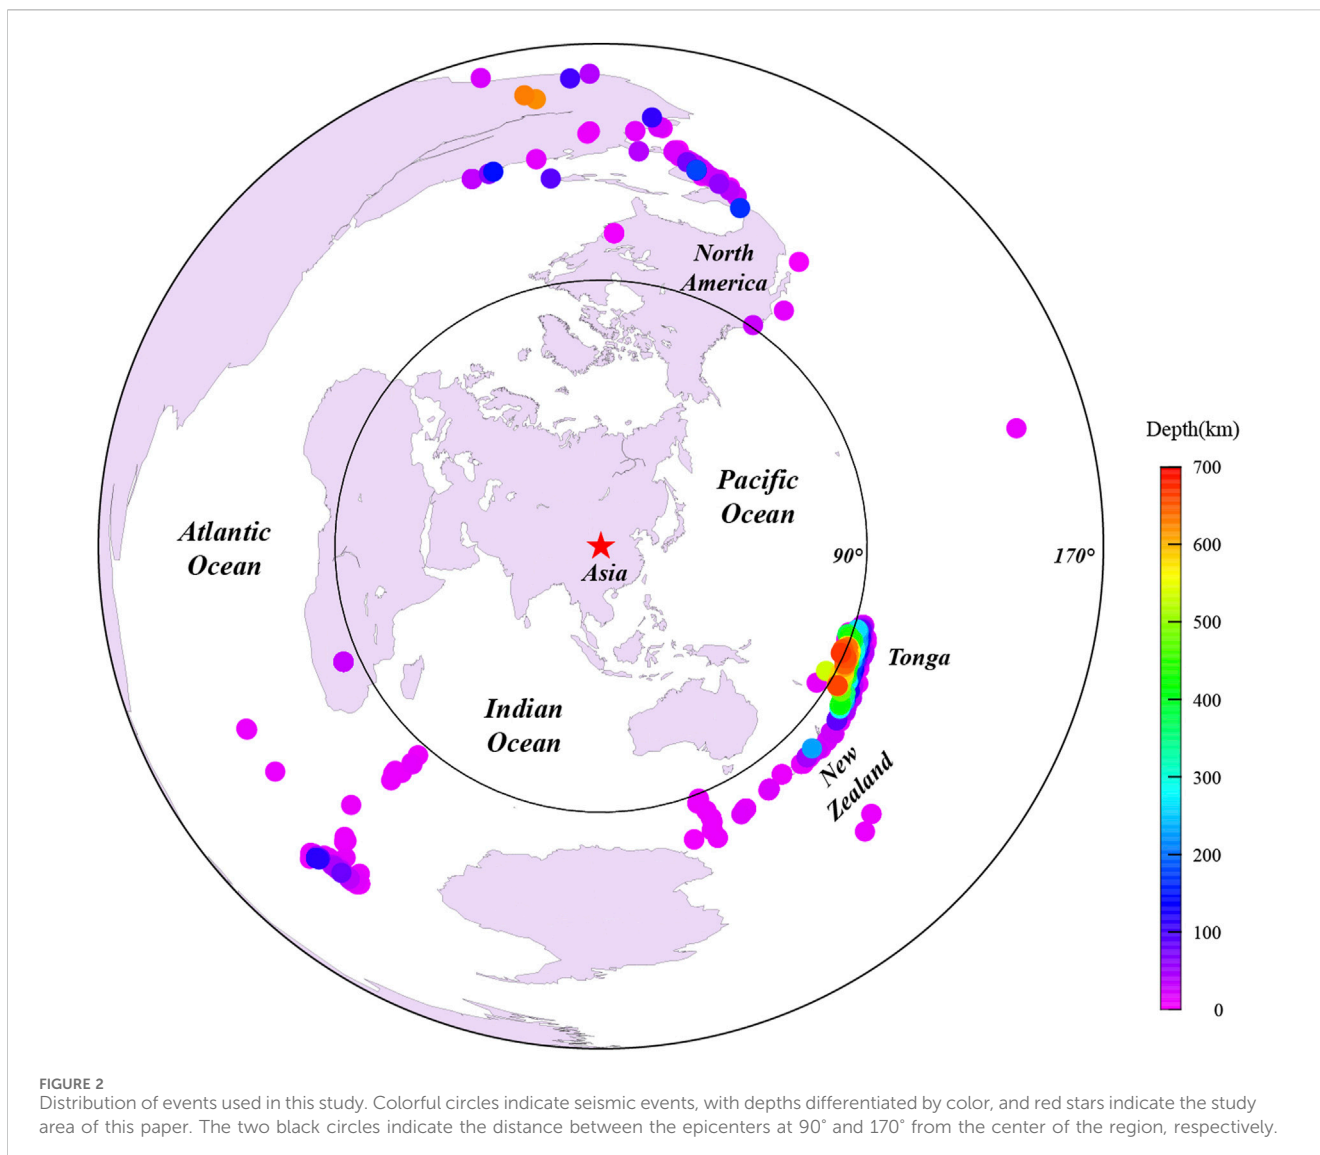 North
America
Depth(km)
700
Pacific
Ocean
Atlantic
Ocean
90°
170°
600
Asia
500
Tonga
400
Indian
Ocean
New
Zealand
300
200
100
0
FIGURE 2
Distribution of events used in this study. Colorful circles indicate seismic events, with depths differentiated by color, and red stars indicate the study
area of this paper. The two black circles indicate the distance between the epicenters at 90° and 170° from the center of the region, respectively.